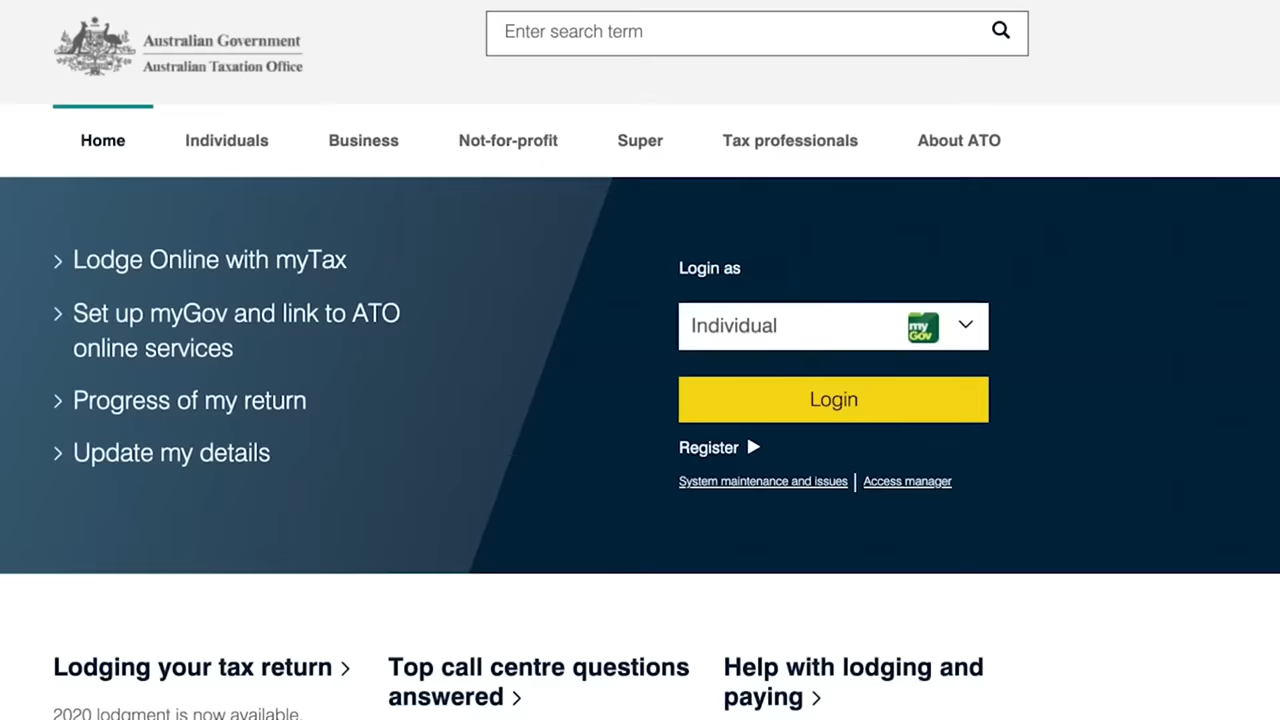 Australian Government
Australian Taxation Office
Enter search term
Home Individuals Business Not-for-profit Super Tax professionals About ATO
Lodge Online with myTax
Set up myGov and link to ATO
online services
Progress of my return
Update my details
Login as
Individual my
Gov
Login
Register
System maintenance and issues | Access manager
Lodging your tax return
Top call centre questions
answered
Help with lodging and
paying
2020 lodgment is now available.